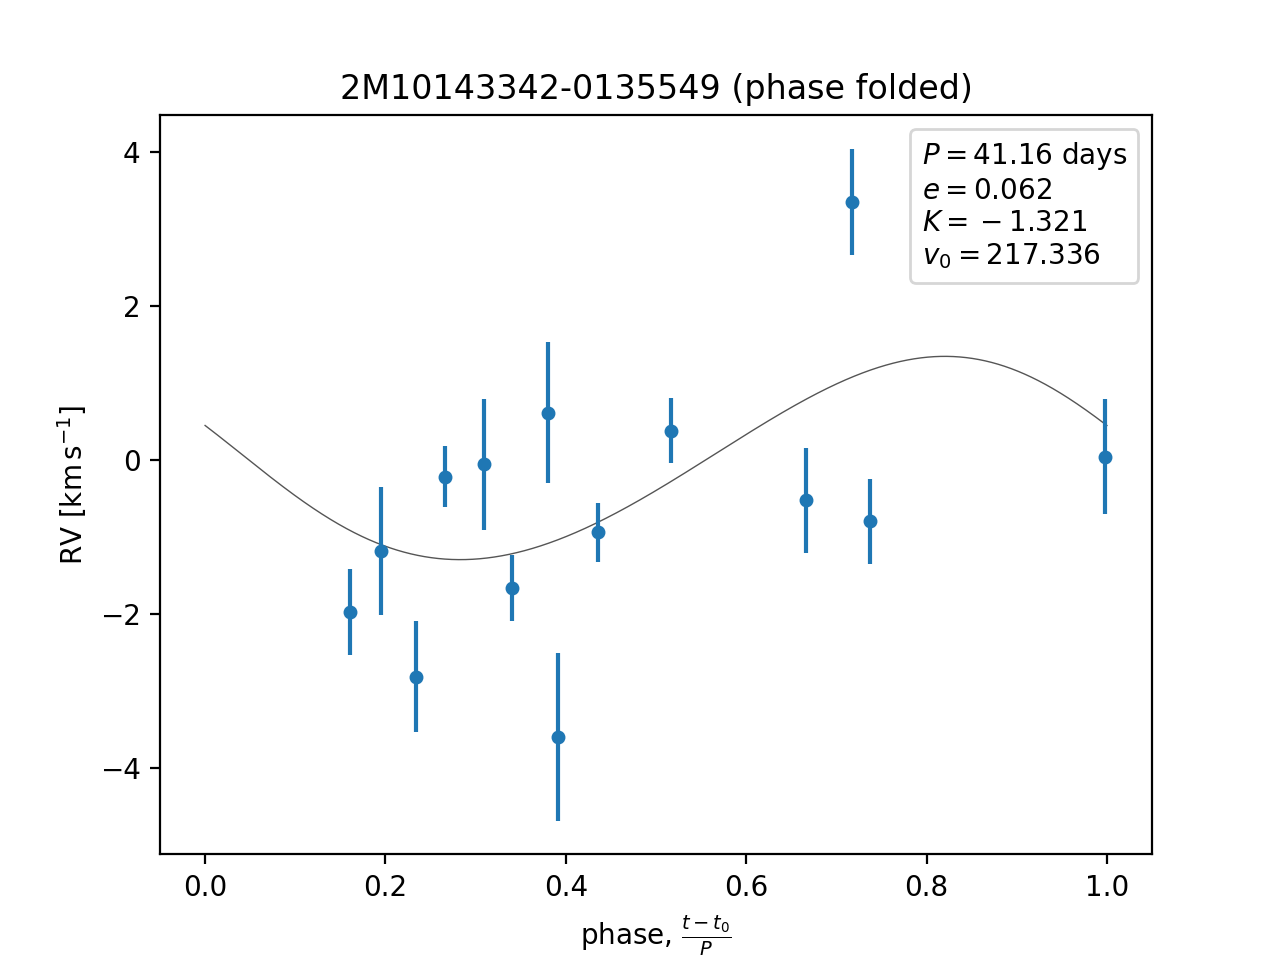 2M10143342-0135549 (phase folded)
P = 41.16 days
e = 0.062
K = −1.321
v₀ = 217.336
4
2
0
−2
−4
RV [km s⁻¹]
0.0 0.2 0.4 0.6 0.8 1.0
phase, (t − t₀)/P